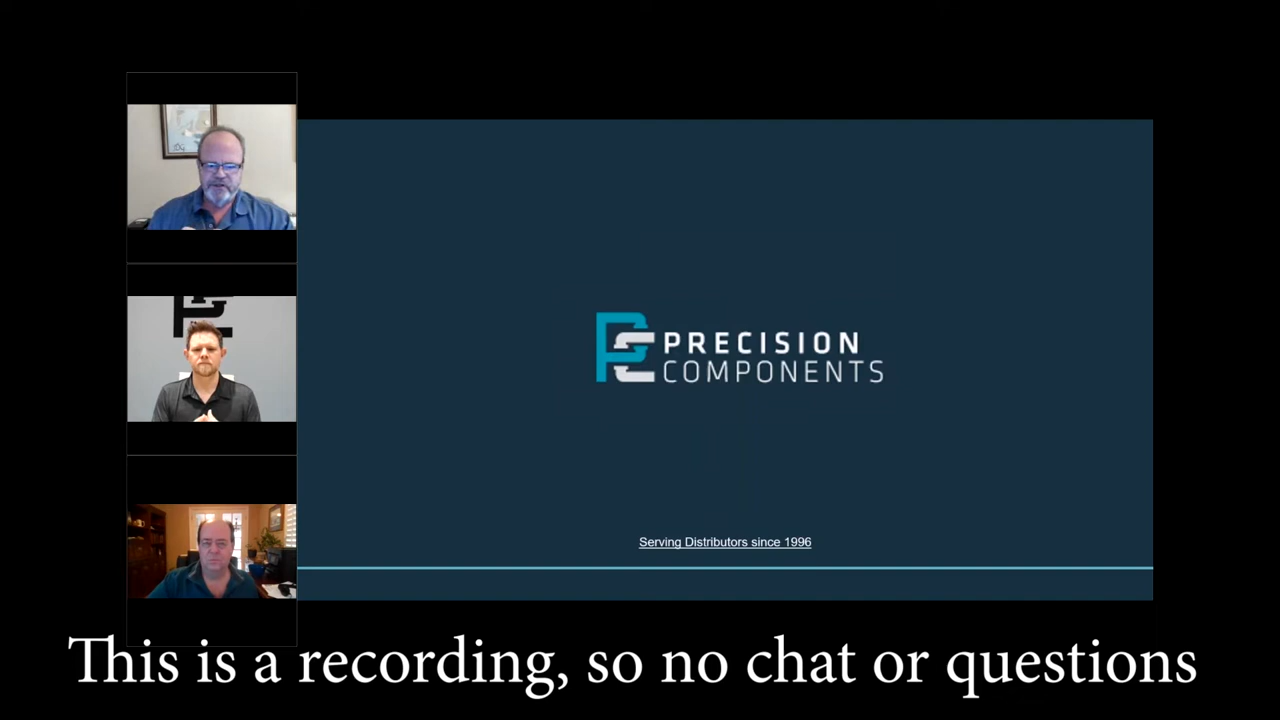 PRECISION
COMPONENTS
Serving Distributors since 1996
This is a recording, so no chat or questions